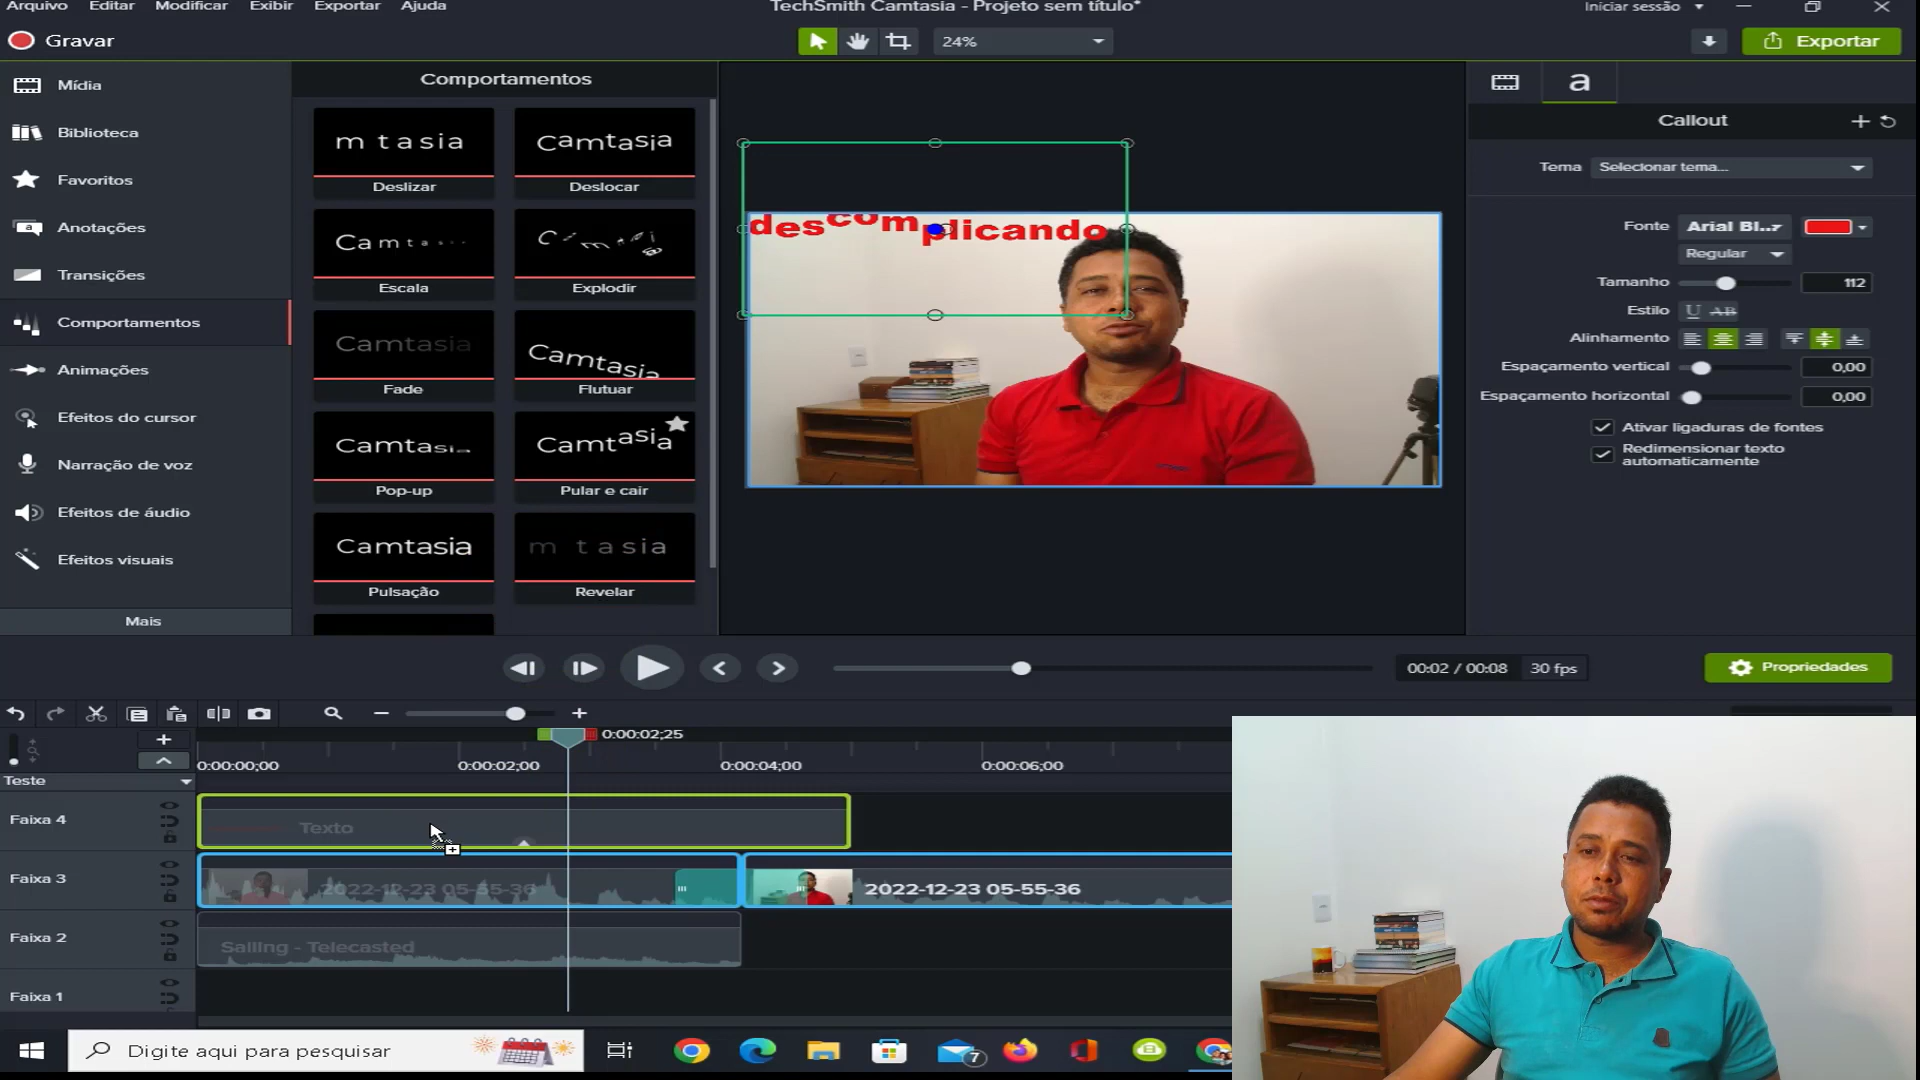 Arquivo Editar Modificar Exibir Exportar Ajuda
TechSmith Camtasia - Projeto sem título*
Iniciar sessão
Gravar
24%
Exportar
Mídia
Biblioteca
Favoritos
Anotações
Transições
Comportamentos
Animações
Efeitos do cursor
Narração de voz
Efeitos de áudio
Efeitos visuais
Mais
Comportamentos
m t a s i a
Camtasia
Deslizar
Deslocar
Escala
Explodir
Camtasia
Camtasia
Fade
Flutuar
Camtasia
Camtasia
Pop-up
Pular e cair
Camtasia
m t a s i a
Pulsação
Revelar
descomplicando
a
Callout
Tema Selecionar tema...
Fonte Arial Bl...
Regular
Tamanho 112
Estilo U AB
Alinhamento
Espaçamento vertical 0,00
Espaçamento horizontal 0,00
Ativar ligaduras de fontes
Redimensionar texto
automaticamente
00:02 / 00:08 30 fps
Propriedades
0:00:02;25
0:00:00;00 0:00:02;00 0:00:04;00 0:00:06;00
Teste
Faixa 4
Texto
Faixa 3
2022-12-23 05-55-36
2022-12-23 05-55-36
Faixa 2
Sailing - Telecasted
Faixa 1
Digite aqui para pesquisar
7